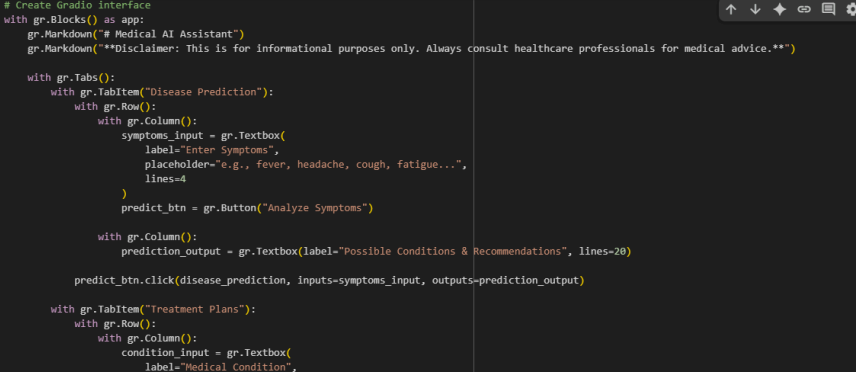 # Create Gradio interface
with gr.Blocks() as app:
    gr.Markdown("# Medical AI Assistant")
    gr.Markdown("**Disclaimer: This is for informational purposes only. Always consult healthcare professionals for medical advice.**")

    with gr.Tabs():
        with gr.TabItem("Disease Prediction"):
            with gr.Row():
                with gr.Column():
                    symptoms_input = gr.Textbox(
                        label="Enter Symptoms",
                        placeholder="e.g., fever, headache, cough, fatigue...",
                        lines=4
                    )
                    predict_btn = gr.Button("Analyze Symptoms")

                with gr.Column():
                    prediction_output = gr.Textbox(label="Possible Conditions & Recommendations", lines=20)

            predict_btn.click(disease_prediction, inputs=symptoms_input, outputs=prediction_output)

        with gr.TabItem("Treatment Plans"):
            with gr.Row():
                with gr.Column():
                    condition_input = gr.Textbox(
                        label="Medical Condition",